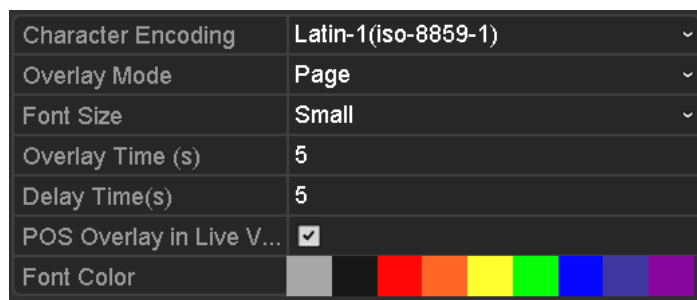 Character Encoding Latin-1(iso-8859-1)
Overlay Mode Page
Font Size Small
Overlay Time (s) 5
Delay Time(s) 5
POS Overlay in Live V...
Font Color